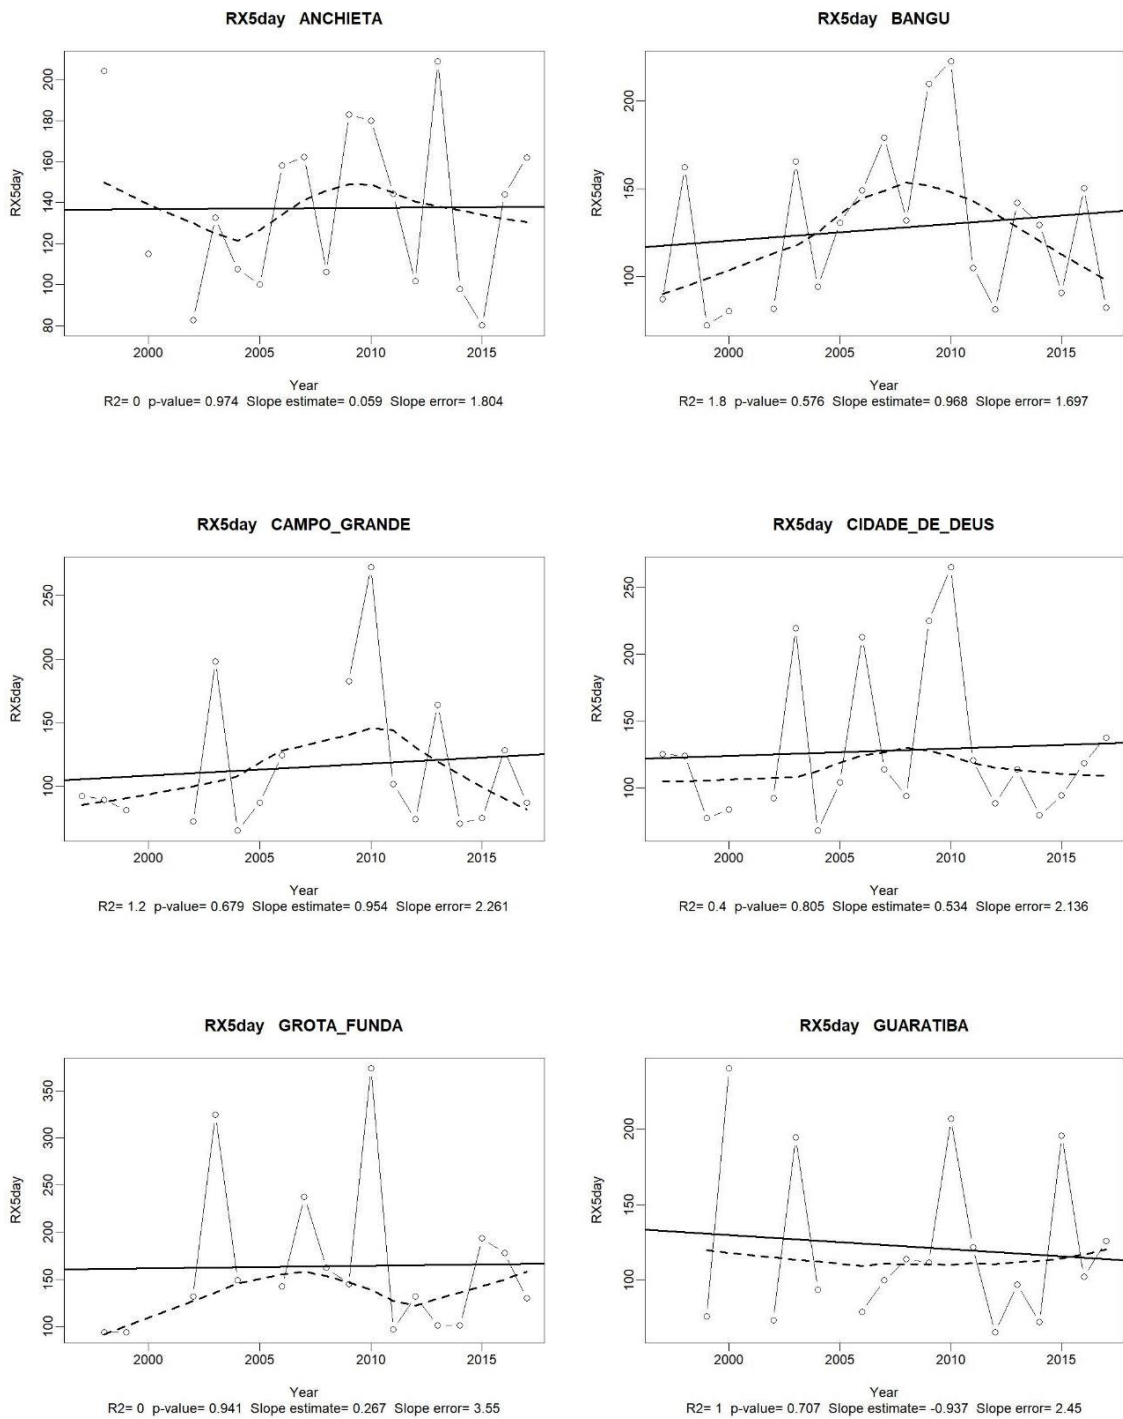 RX5day ANCHIETA
RX5day
200
180
160
140
120
100
80
2000 2005 2010 2015
Year
R2= 0 p-value= 0.974 Slope estimate= 0.059 Slope error= 1.804
RX5day BANGU
RX5day
200
150
100
2000 2005 2010 2015
Year
R2= 1.8 p-value= 0.576 Slope estimate= 0.968 Slope error= 1.697
RX5day CAMPO_GRANDE
RX5day
250
200
150
100
2000 2005 2010 2015
Year
R2= 1.2 p-value= 0.679 Slope estimate= 0.954 Slope error= 2.261
RX5day CIDADE_DE_DEUS
RX5day
250
200
150
100
2000 2005 2010 2015
Year
R2= 0.4 p-value= 0.805 Slope estimate= 0.534 Slope error= 2.136
RX5day GROTA_FUNDA
RX5day
350
300
250
200
150
100
2000 2005 2010 2015
Year
R2= 0 p-value= 0.941 Slope estimate= 0.267 Slope error= 3.55
RX5day GUARATIBA
RX5day
200
150
100
2000 2005 2010 2015
Year
R2= 1 p-value= 0.707 Slope estimate= -0.937 Slope error= 2.45